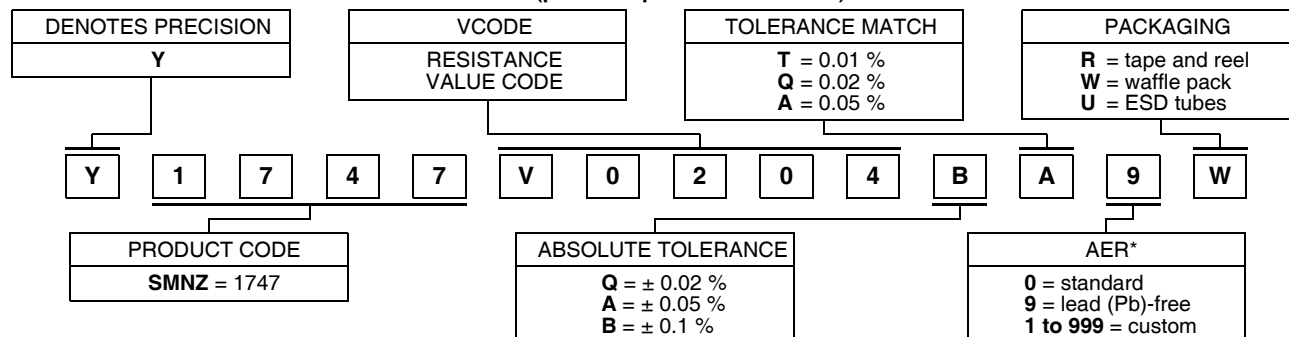 DENOTES PRECISION
Y
VCODE
RESISTANCE
VALUE CODE
TOLERANCE MATCH
T = 0.01 %
Q = 0.02 %
A = 0.05 %
PACKAGING
R = tape and reel
W = waffle pack
U = ESD tubes
Y 1 7 4 7 V 0 2 0 4 B A 9 W
PRODUCT CODE
SMNZ = 1747
ABSOLUTE TOLERANCE
Q = ± 0.02 %
A = ± 0.05 %
B = ± 0.1 %
AER*
0 = standard
9 = lead (Pb)-free
1 to 999 = custom